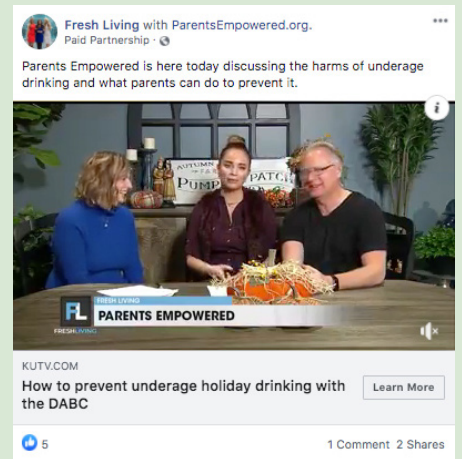 Fresh Living with ParentsEmpowered.org.
Paid Partnership ·
Parents Empowered is here today discussing the harms of underage
drinking and what parents can do to prevent it.
AUTUMN
PUMP PATCH
FL FRESH LIVING
PARENTS EMPOWERED
FRESHLIVING
KUTV.COM
How to prevent underage holiday drinking with
the DABC
Learn More
5
1 Comment 2 Shares